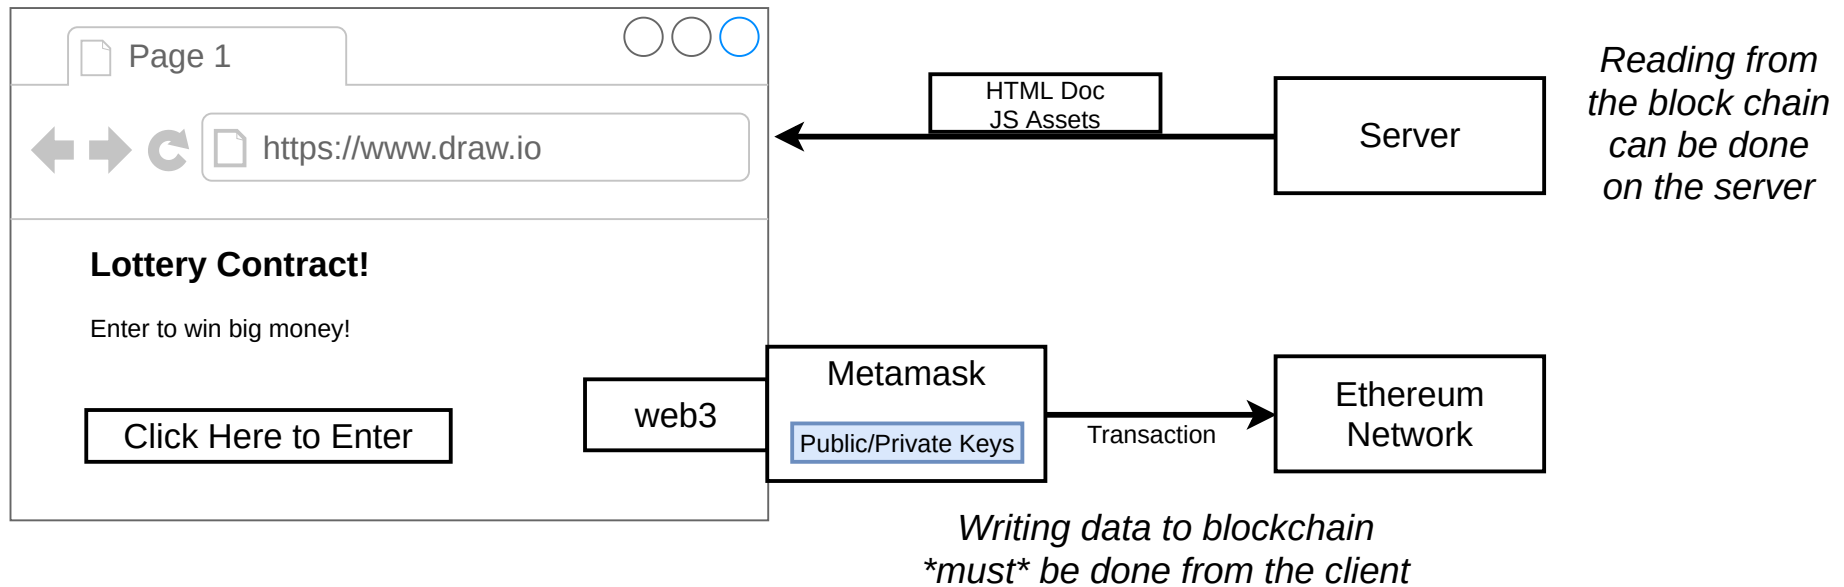 Page 1
https://www.draw.io
HTML Doc
JS Assets
Server
Reading from
the block chain
can be done
on the server
Lottery Contract!
Enter to win big money!
Click Here to Enter
web3
Metamask
Public/Private Keys
Transaction
Ethereum
Network
Writing data to blockchain
*must* be done from the client